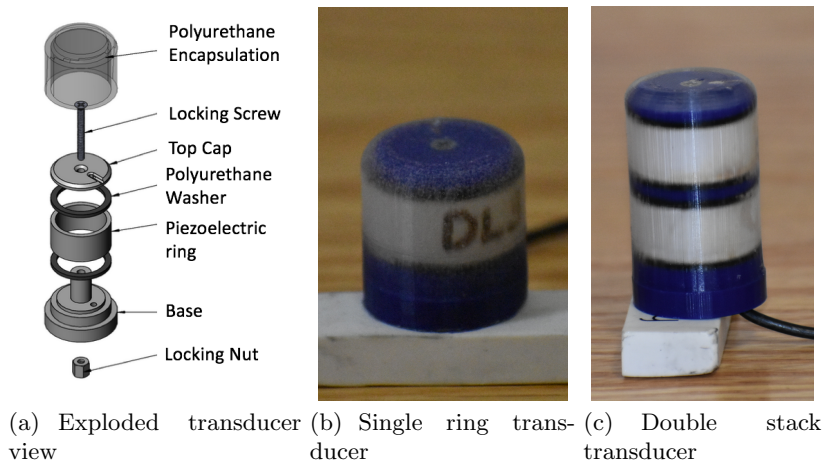 Polyurethane
Encapsulation
Locking Screw
Top Cap
Polyurethane
Washer
Piezoelectric
ring
Base
Locking Nut
(a) Exploded transducer
view
(b) Single ring trans-
ducer
(c) Double stack
transducer